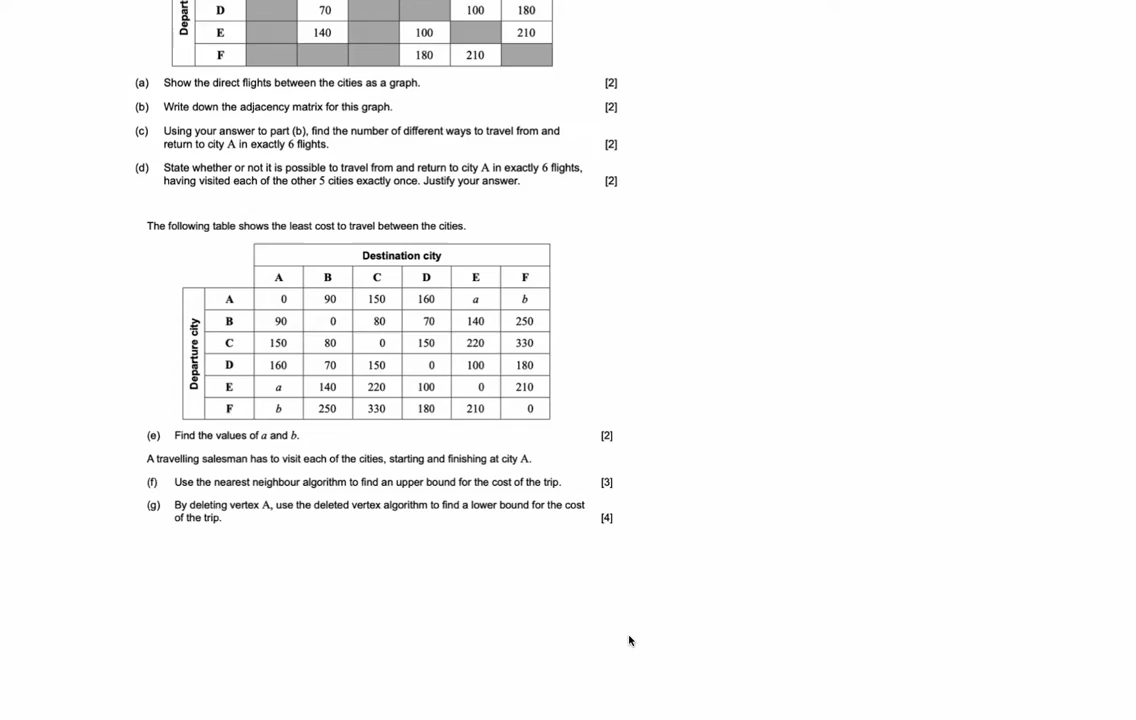 Depart
D 70 100 180
E 140 100 210
F 180 210
(a) Show the direct flights between the cities as a graph. [2]
(b) Write down the adjacency matrix for this graph. [2]
(c) Using your answer to part (b), find the number of different ways to travel from and
return to city A in exactly 6 flights. [2]
(d) State whether or not it is possible to travel from and return to city A in exactly 6 flights,
having visited each of the other 5 cities exactly once. Justify your answer. [2]
The following table shows the least cost to travel between the cities.
Destination city
A B C D E F
Departure city
A 0 90 150 160 a b
B 90 0 80 70 140 250
C 150 80 0 150 220 330
D 160 70 150 0 100 180
E a 140 220 100 0 210
F b 250 330 180 210 0
(e) Find the values of a and b. [2]
A travelling salesman has to visit each of the cities, starting and finishing at city A.
(f) Use the nearest neighbour algorithm to find an upper bound for the cost of the trip. [3]
(g) By deleting vertex A, use the deleted vertex algorithm to find a lower bound for the cost
of the trip. [4]